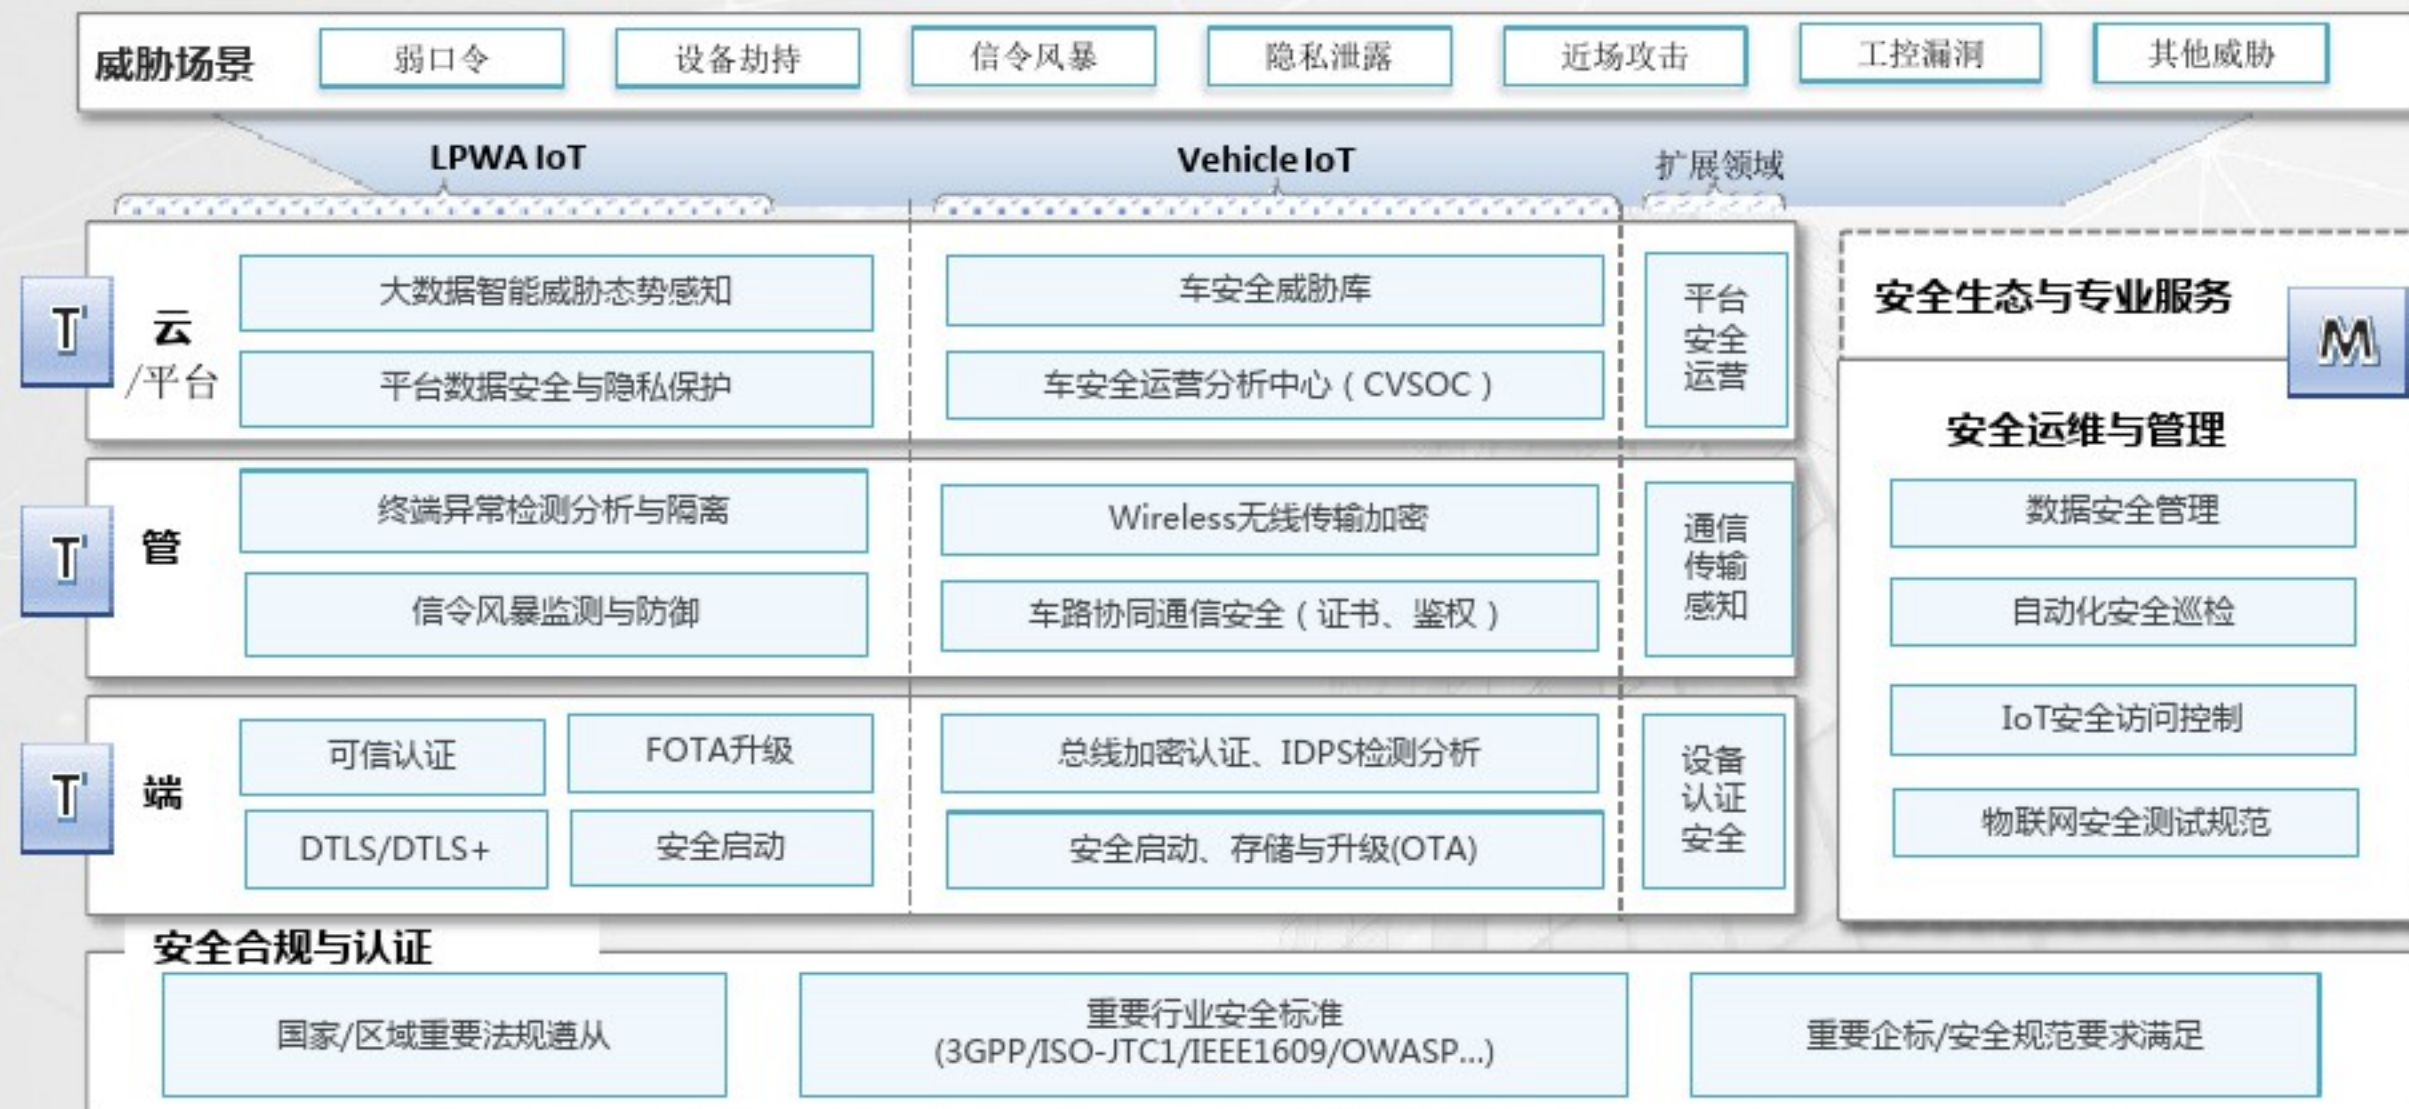 威胁场景
弱口令
设备劫持
信令风暴
隐私泄露
近场攻击
工控漏洞
其他威胁
LPWA IoT
Vehicle IoT
扩展领域
T
云
/平台
大数据智能威胁态势感知
平台数据安全与隐私保护
车安全威胁库
车安全运营分析中心（CVSOC）
平台
安全
运营
T
管
终端异常检测分析与隔离
信令风暴监测与防御
Wireless无线传输加密
车路协同通信安全（证书、鉴权）
通信
传输
感知
T
端
可信认证
FOTA升级
DTLS/DTLS+
安全启动
总线加密认证、IDPS检测分析
安全启动、存储与升级(OTA)
设备
认证
安全
安全生态与专业服务
M
安全运维与管理
数据安全管理
自动化安全巡检
IoT安全访问控制
物联网安全测试规范
安全合规与认证
国家/区域重要法规遵从
重要行业安全标准
(3GPP/ISO-JTC1/IEEE1609/OWASP...)
重要企标/安全规范要求满足